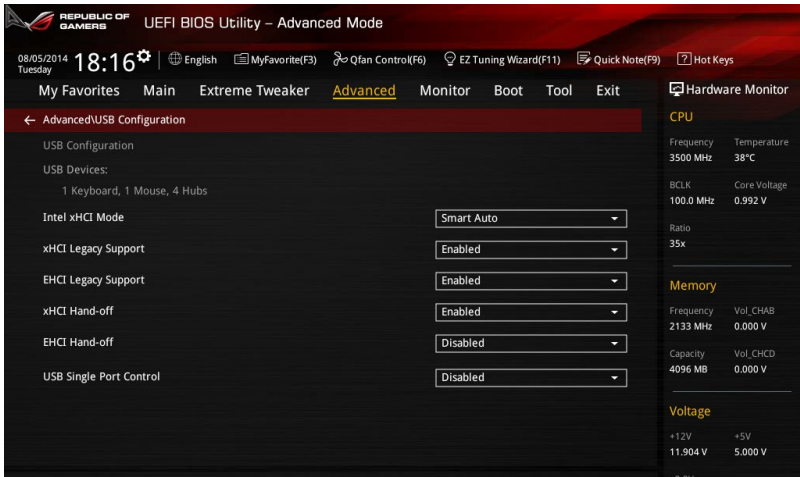 REPUBLIC OF
GAMERS
UEFI BIOS Utility – Advanced Mode
08/05/2014
Tuesday
18:16
English
MyFavorite(F3)
Qfan Control(F6)
EZ Tuning Wizard(F11)
Quick Note(F9)
? Hot Keys
My Favorites Main Extreme Tweaker Advanced Monitor Boot Tool Exit
Hardware Monitor
← Advanced\USB Configuration
USB Configuration
USB Devices:
1 Keyboard, 1 Mouse, 4 Hubs
Intel xHCI Mode Smart Auto
xHCI Legacy Support Enabled
EHCI Legacy Support Enabled
xHCI Hand-off Enabled
EHCI Hand-off Disabled
USB Single Port Control Disabled
CPU
Frequency Temperature
3500 MHz 38°C
BCLK Core Voltage
100.0 MHz 0.992 V
Ratio
35x
Memory
Frequency Vol_CHAB
2133 MHz 0.000 V
Capacity Vol_CHCD
4096 MB 0.000 V
Voltage
+12V +5V
11.904 V 5.000 V